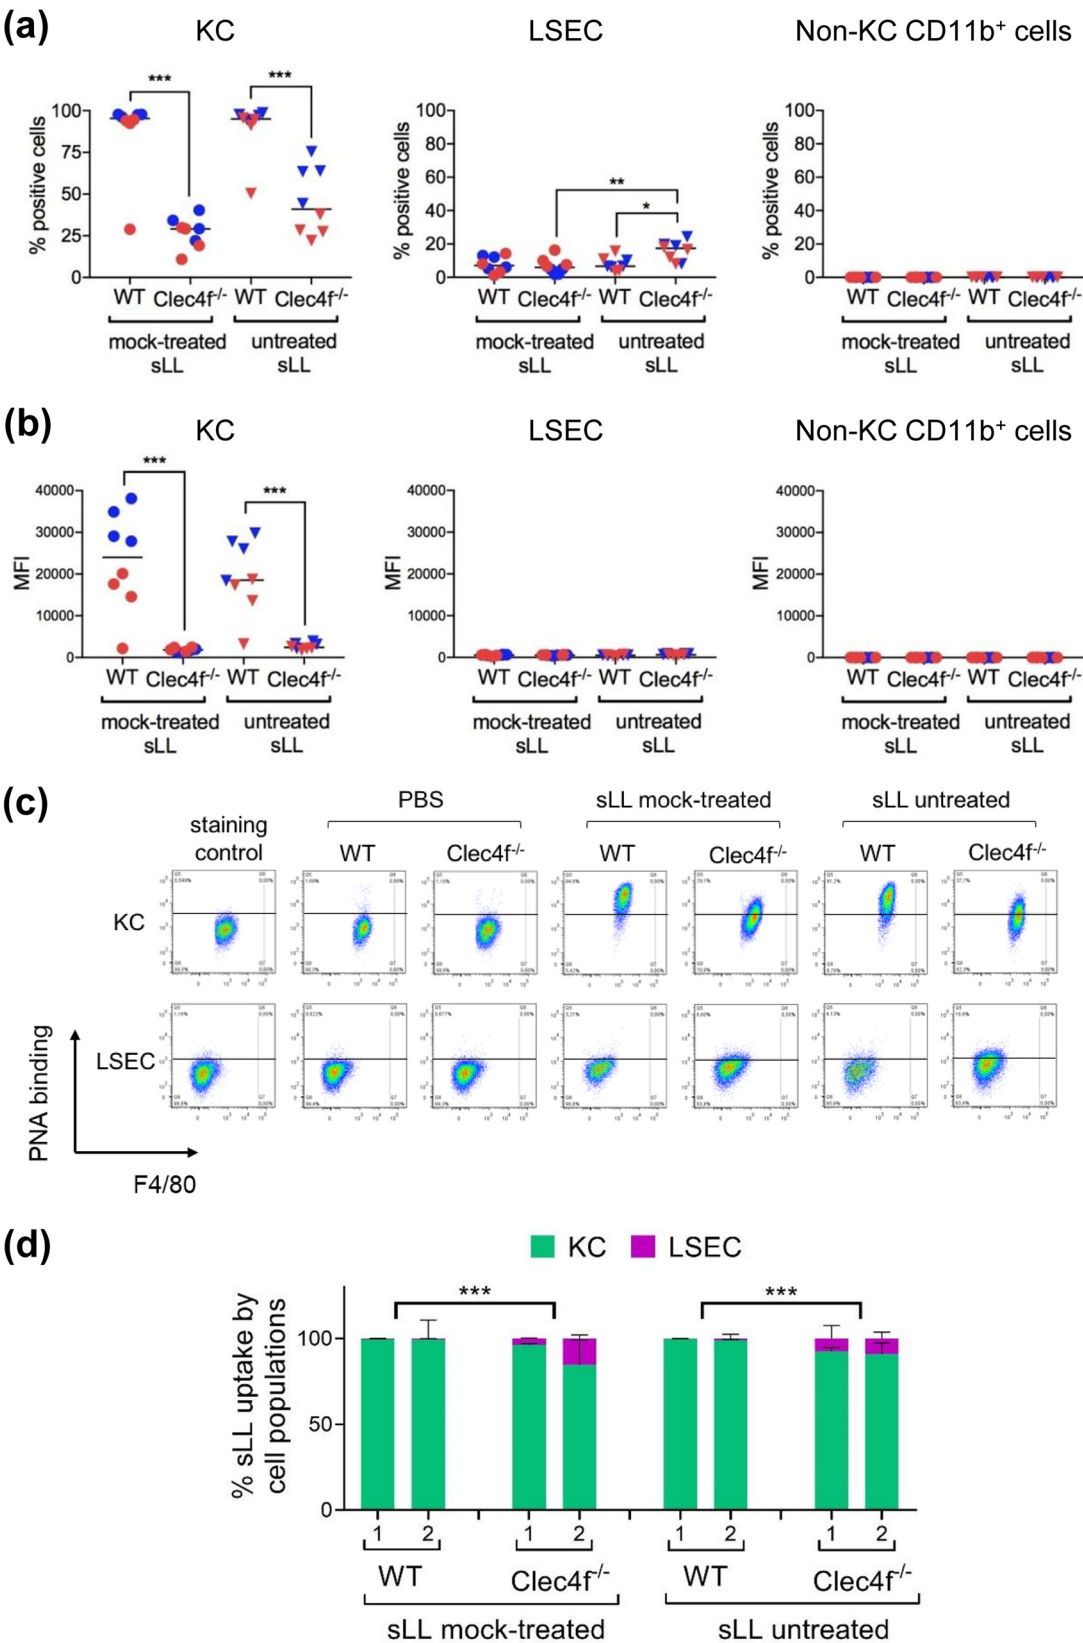 (a)
KC
LSEC
Non-KC CD11b+ cells
***
***
% positive cells
100
75
50
25
0
WT Clec4f-/- WT Clec4f-/-
mock-treated sLL
untreated sLL
**
*
% positive cells
100
80
60
40
20
0
WT Clec4f-/- WT Clec4f-/-
mock-treated sLL
untreated sLL
% positive cells
100
80
60
40
20
0
WT Clec4f-/- WT Clec4f-/-
mock-treated sLL
untreated sLL
(b)
KC
LSEC
Non-KC CD11b+ cells
***
***
MFI
40000
30000
20000
10000
0
WT Clec4f-/- WT Clec4f-/-
mock-treated sLL
untreated sLL
MFI
40000
30000
20000
10000
0
WT Clec4f-/- WT Clec4f-/-
mock-treated sLL
untreated sLL
MFI
40000
30000
20000
10000
0
WT Clec4f-/- WT Clec4f-/-
mock-treated sLL
untreated sLL
(c)
PBS
sLL mock-treated
sLL untreated
staining
control
WT
Clec4f-/-
WT
Clec4f-/-
WT
Clec4f-/-
KC
LSEC
PNA binding
F4/80
(d)
KC
LSEC
***
***
% sLL uptake by
cell populations
100
50
0
1 2 1 2 1 2 1 2
WT Clec4f-/- WT Clec4f-/-
sLL mock-treated
sLL untreated